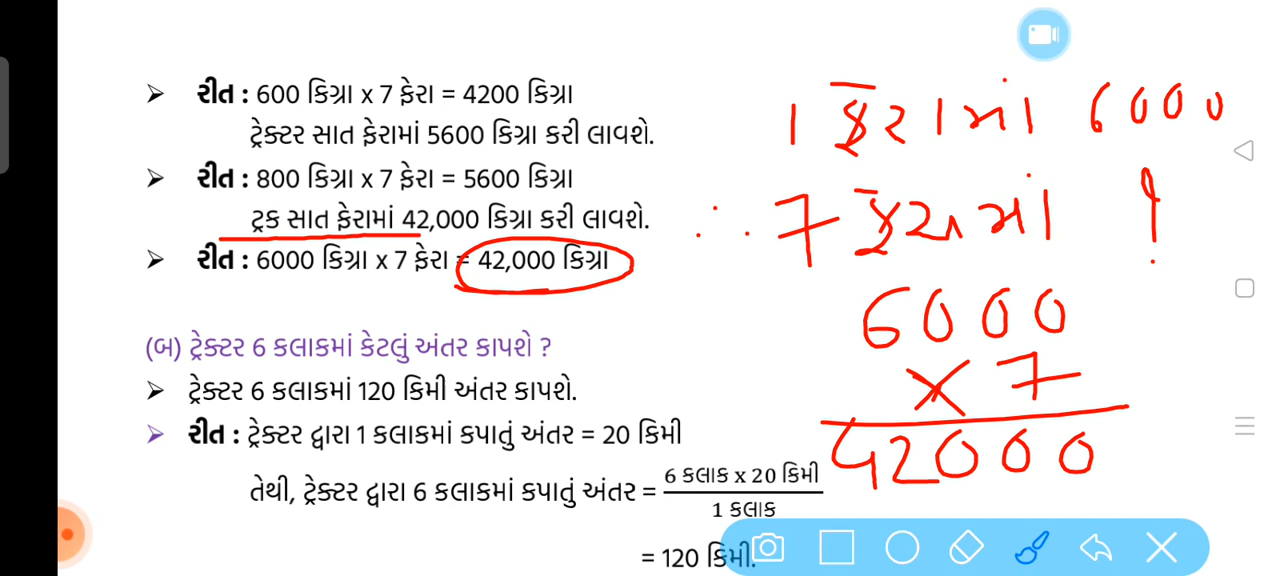 ➢ રીત : 600 કિગ્રા x 7 ફેરા = 4200 કિગ્રા
ટ્રેક્ટર સાત ફેરામાં 5600 કિગ્રા કરી લાવશે.
➢ રીત : 800 કિગ્રા x 7 ફેરા = 5600 કિગ્રા
ટ્રક સાત ફેરામાં 42,000 કિગ્રા કરી લાવશે.
➢ રીત : 6000 કિગ્રા x 7 ફેરા = 42,000 કિગ્રા
(બ) ટ્રેક્ટર 6 કલાકમાં કેટલું અંતર કાપશે ?
➢ ટ્રેક્ટર 6 કલાકમાં 120 કિમી અંતર કાપશે.
➢ રીત : ટ્રેક્ટર દ્વારા 1 કલાકમાં કપાતું અંતર = 20 કિમી
તેથી, ટ્રેક્ટર દ્વારા 6 કલાકમાં કપાતું અંતર = 6 કલાક x 20 કિમી
1 કલાક
= 120 કિમી.
1 ફેરામાં 6000
∴ 7 ફેરામાં ?
6000
x 7
42000